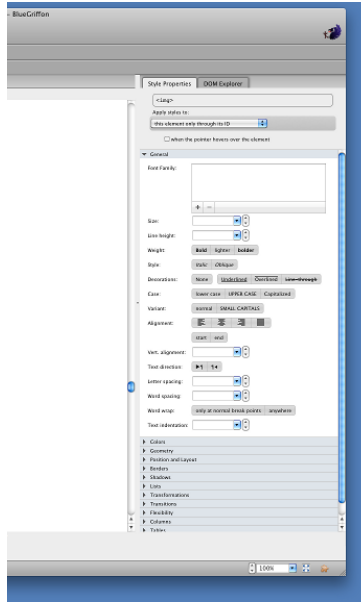 – BlueGriffon
Style Properties DOM Explorer
<img>
Apply styles to:
this element only through its ID
when the pointer hovers over the element
General
Font Family:
+ –
Size:
Line height:
Weight: Bold lighter bolder
Style: Italic Oblique
Decorations: None Underlined Overlined Line-through
Case: lower case UPPER CASE Capitalized
Variant: normal SMALL CAPITALS
Alignment:
start end
Vert. alignment:
Text direction: ▶¶ ¶◀
Letter spacing:
Word spacing:
Word wrap: only at normal break points anywhere
Text indentation:
Colors
Geometry
Position and Layout
Borders
Shadows
Lists
Transformations
Transitions
Flexibility
Columns
Tables
100%